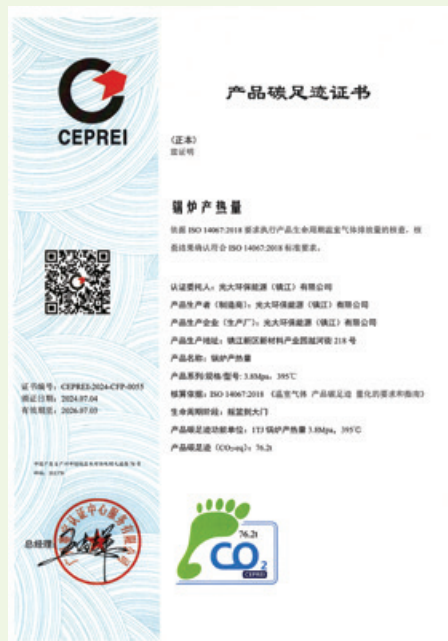 CEPREI
产品碳足迹证书
(正本)
兹证明
锅炉产热量
依据 ISO 14067:2018 要求执行产品生命周期温室气体排放量的核查，核
查结果确认符合 ISO 14067:2018 标准要求。
认证委托人：光大环保能源（镇江）有限公司
产品生产者（制造商）：光大环保能源（镇江）有限公司
产品生产企业（生产厂）：光大环保能源（镇江）有限公司
产品生产地址：镇江新区新材料产业园越河街 218 号
产品名称：锅炉产热量
产品系列/规格/型号：3.8Mpa，395℃
核算依据：ISO 14067:2018 《温室气体 产品碳足迹 量化的要求和指南》
生命周期阶段：摇篮到大门
产品碳足迹功能单位：1TJ 锅炉产热量 3.8Mpa，395℃
产品碳足迹（CO₂-eq）：76.2t
证书编号：CEPREI-2024-CFP-0055
颁证日期：2024.07.04
有效期至：2026.07.03
总经理：
76.2t
CO2
CEPREI